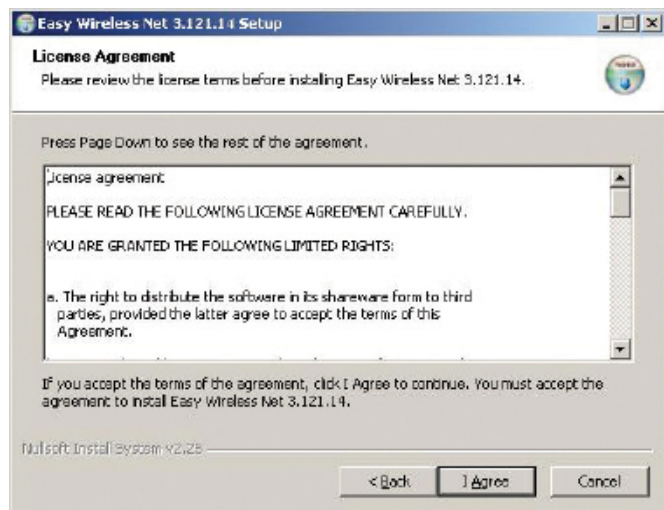 Easy Wireless Net 3.121.14 Setup
License Agreement
Please review the license terms before installing Easy Wireless Net 3.121.14.
Press Page Down to see the rest of the agreement.
License agreement
PLEASE READ THE FOLLOWING LICENSE AGREEMENT CAREFULLY.
YOU ARE GRANTED THE FOLLOWING LIMITED RIGHTS:
a. The right to distribute the software in its shareware form to third
parties, provided the latter agree to accept the terms of this
Agreement.
If you accept the terms of the agreement, click I Agree to continue. You must accept the
agreement to install Easy Wireless Net 3.121.14.
Nullsoft Install System v2.28
< Back I Agree Cancel